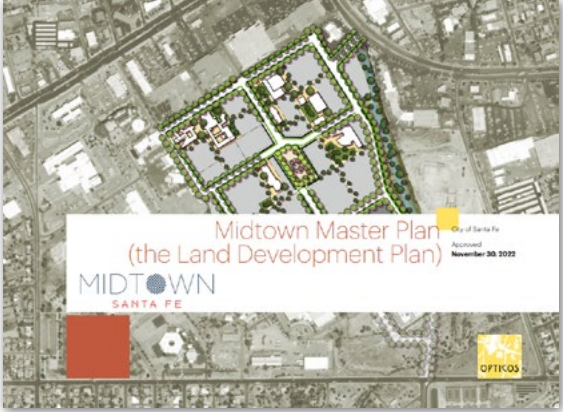 Midtown Master Plan
(the Land Development Plan)
City of Santa Fe
Approved
November 30, 2022
MIDTOWN
SANTA FE
OPTICOS